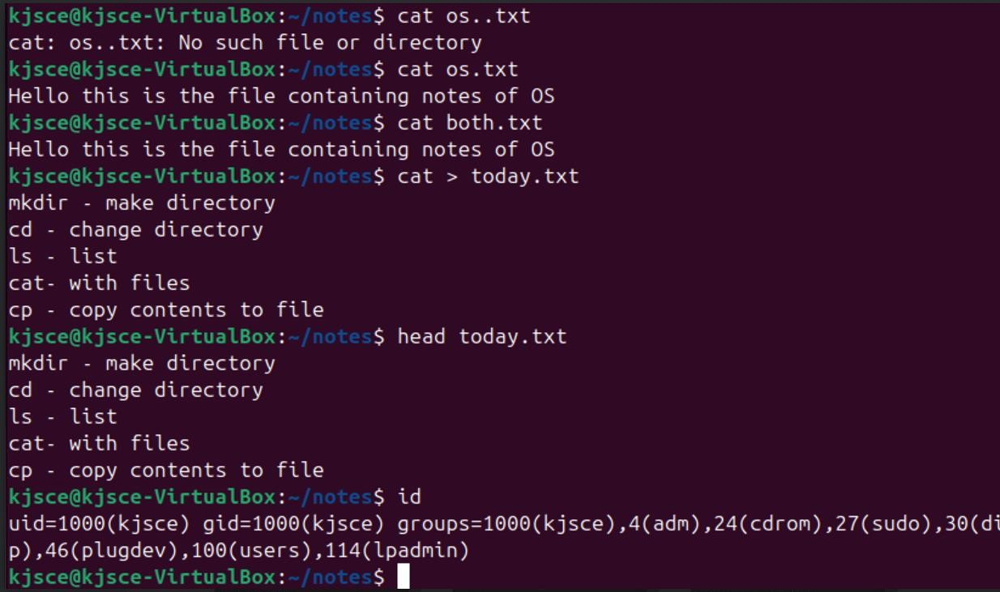 kjsce@kjsce-VirtualBox:~/notes$ cat os..txt
cat: os..txt: No such file or directory
kjsce@kjsce-VirtualBox:~/notes$ cat os.txt
Hello this is the file containing notes of OS
kjsce@kjsce-VirtualBox:~/notes$ cat both.txt
Hello this is the file containing notes of OS
kjsce@kjsce-VirtualBox:~/notes$ cat > today.txt
mkdir - make directory
cd - change directory
ls - list
cat- with files
cp - copy contents to file
kjsce@kjsce-VirtualBox:~/notes$ head today.txt
mkdir - make directory
cd - change directory
ls - list
cat- with files
cp - copy contents to file
kjsce@kjsce-VirtualBox:~/notes$ id
uid=1000(kjsce) gid=1000(kjsce) groups=1000(kjsce),4(adm),24(cdrom),27(sudo),30(di
p),46(plugdev),100(users),114(lpadmin)
kjsce@kjsce-VirtualBox:~/notes$